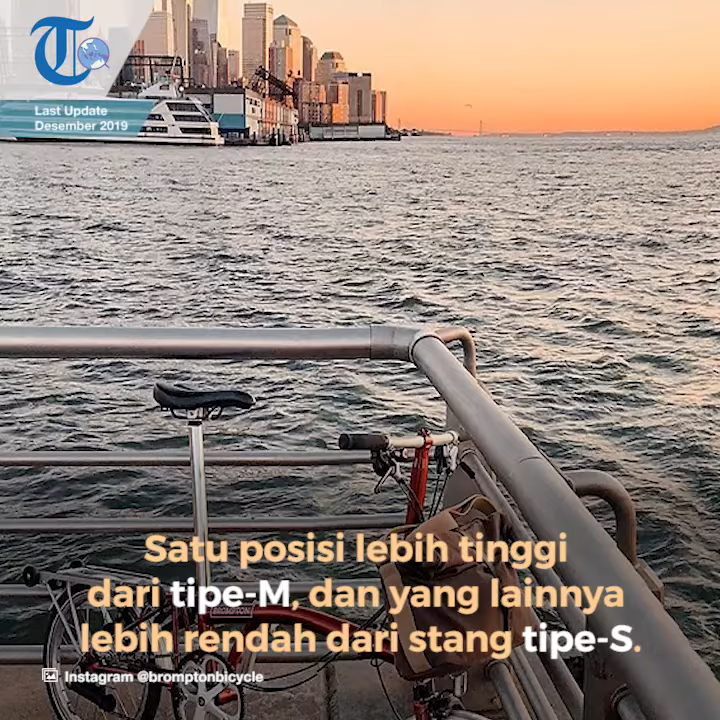 T
Last Update
Desember 2019
BROMPTON
Satu posisi lebih tinggi
dari tipe-M, dan yang lainnya
lebih rendah dari stang tipe-S.
Instagram @bromptonbicycle